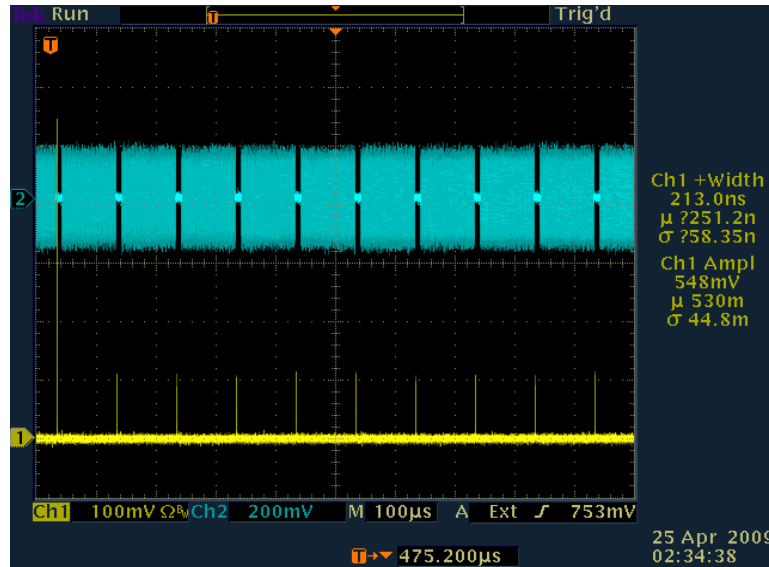 Tek Run Trig'd
T
T
2
Ch1 +Width
213.0ns
µ ?251.2n
σ ?58.35n
Ch1 Ampl
548mV
µ 530m
σ 44.8m
1
Ch1 100mV ΩBw Ch2 200mV M 100µs A Ext ƒ 753mV
25 Apr 2009
02:34:38
T→▼ 475.200µs